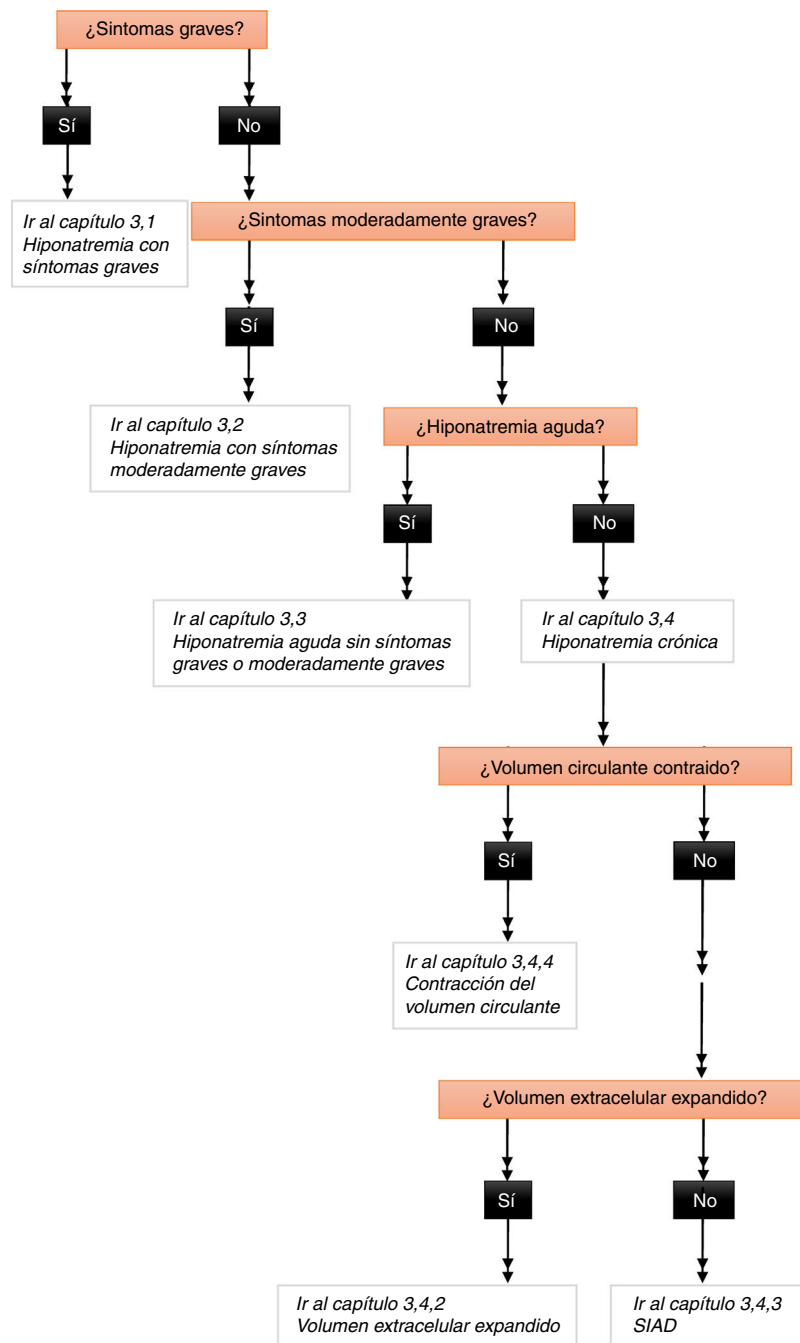 ¿Sintomas graves?
Sí
No
Ir al capítulo 3,1
Hiponatremia con
síntomas graves
¿Sintomas moderadamente graves?
Sí
No
Ir al capítulo 3,2
Hiponatremia con síntomas
moderadamente graves
¿Hiponatremia aguda?
Sí
No
Ir al capítulo 3,3
Hiponatremia aguda sin síntomas
graves o moderadamente graves
Ir al capítulo 3,4
Hiponatremia crónica
¿Volumen circulante contraido?
Sí
No
Ir al capítulo 3,4,4
Contracción del
volumen circulante
¿Volumen extracelular expandido?
Sí
No
Ir al capítulo 3,4,2
Volumen extracelular expandido
Ir al capítulo 3,4,3
SIAD